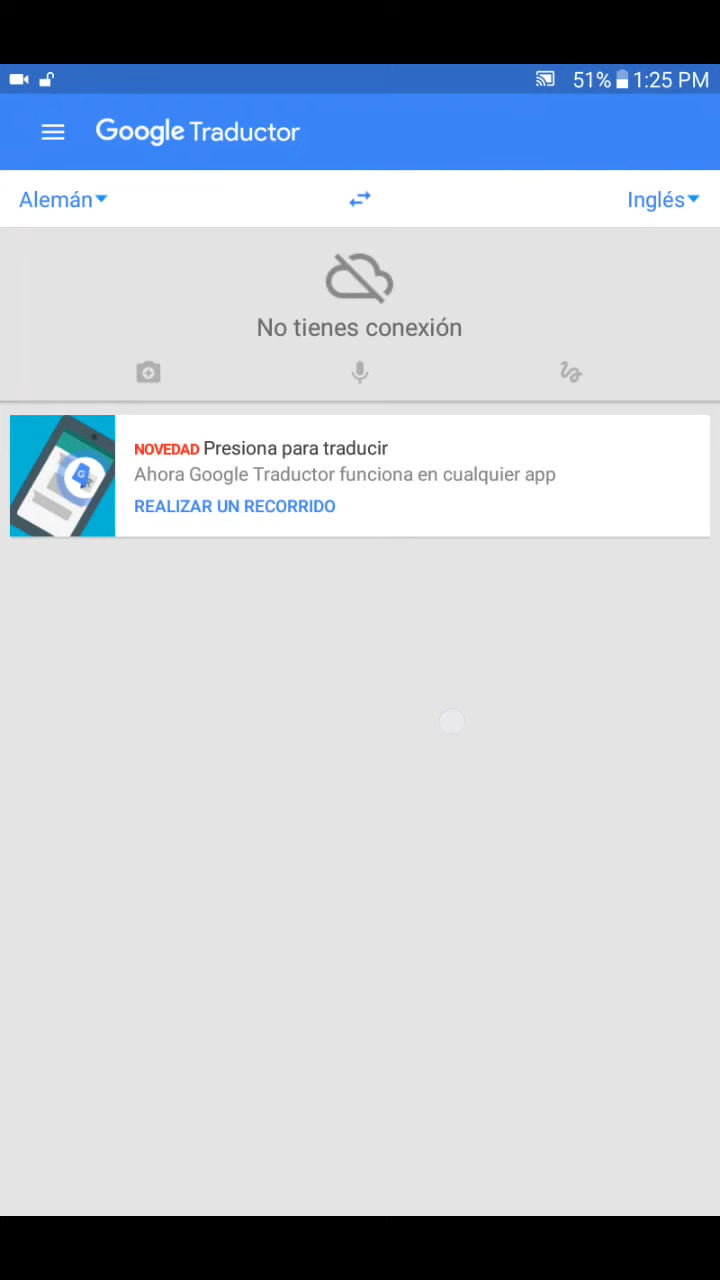 51% 1:25 PM
Google Traductor
Alemán Inglés
No tienes conexión
NOVEDAD Presiona para traducir
Ahora Google Traductor funciona en cualquier app
REALIZAR UN RECORRIDO